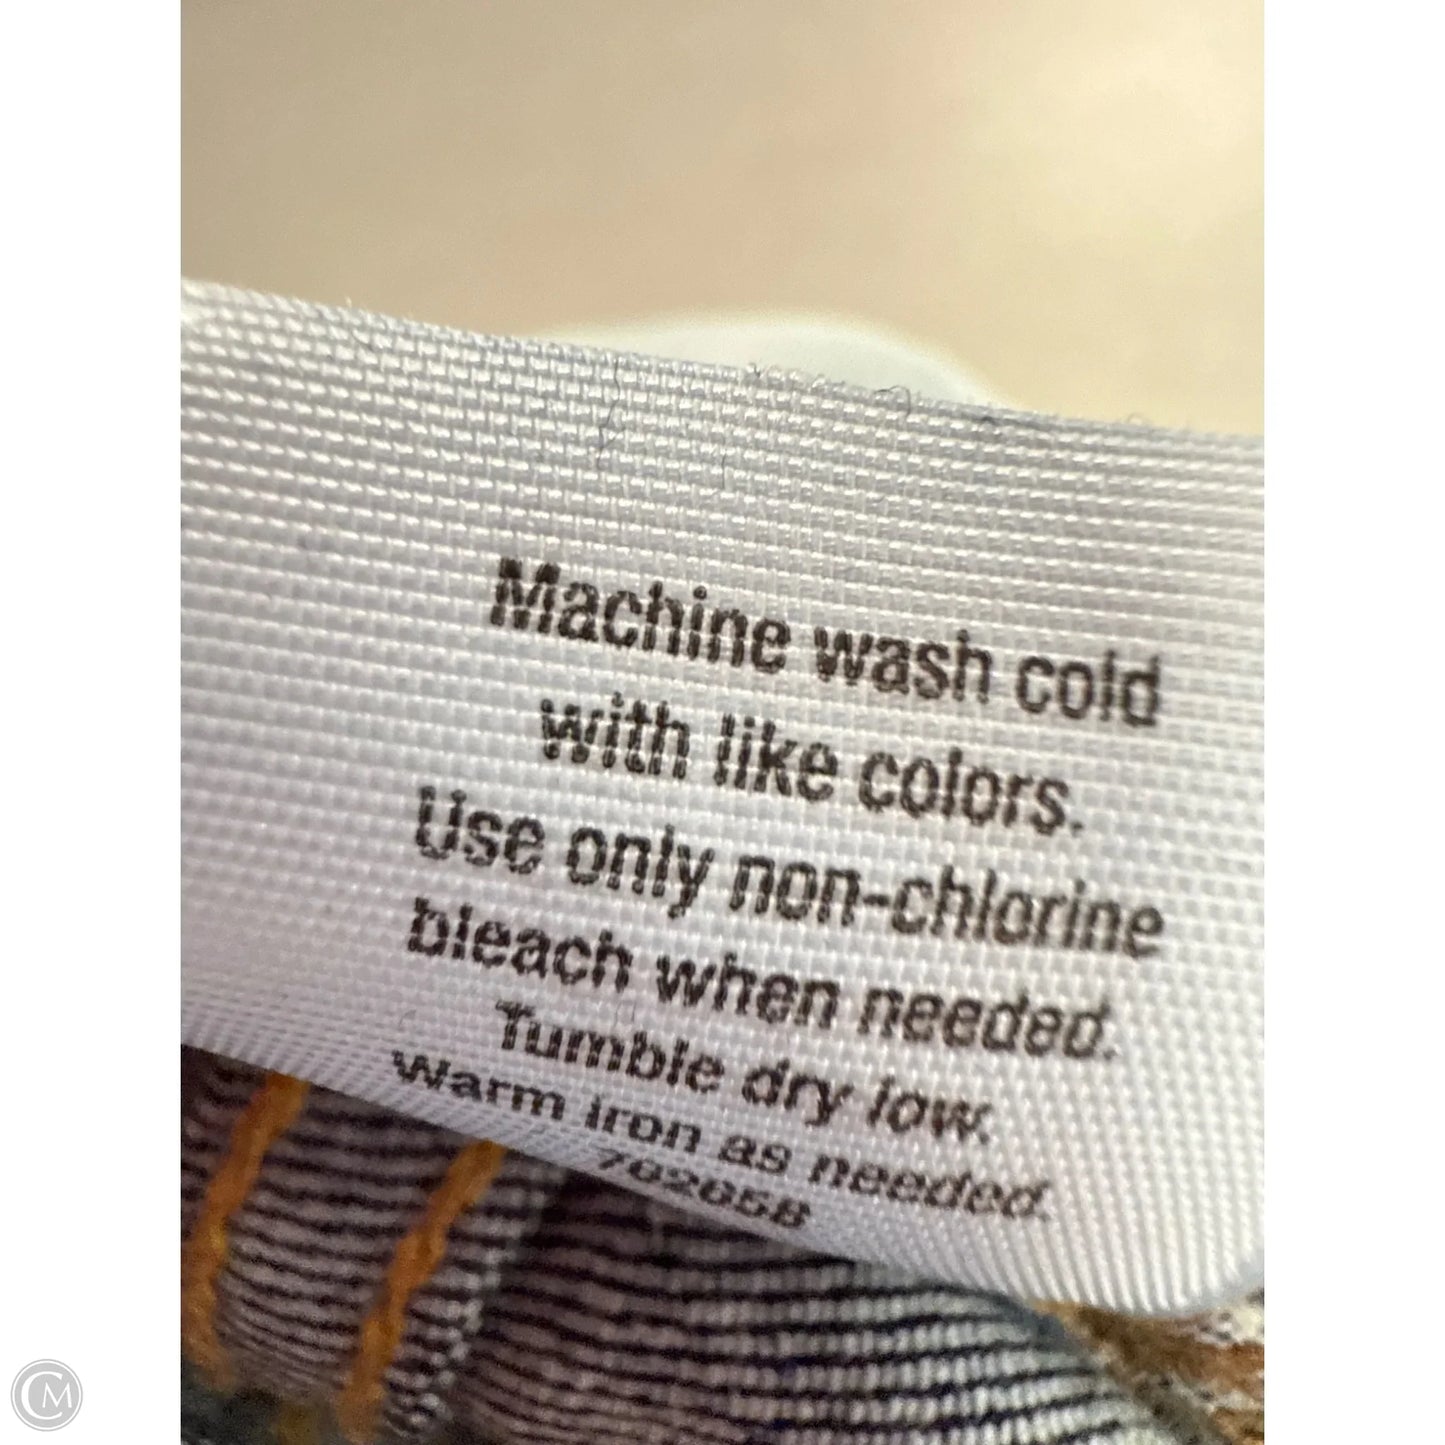 Machine wash cold
with like colors.
Use only non-chlorine
bleach when needed.
Tumble dry low.
Warm iron as needed.
762658
CM